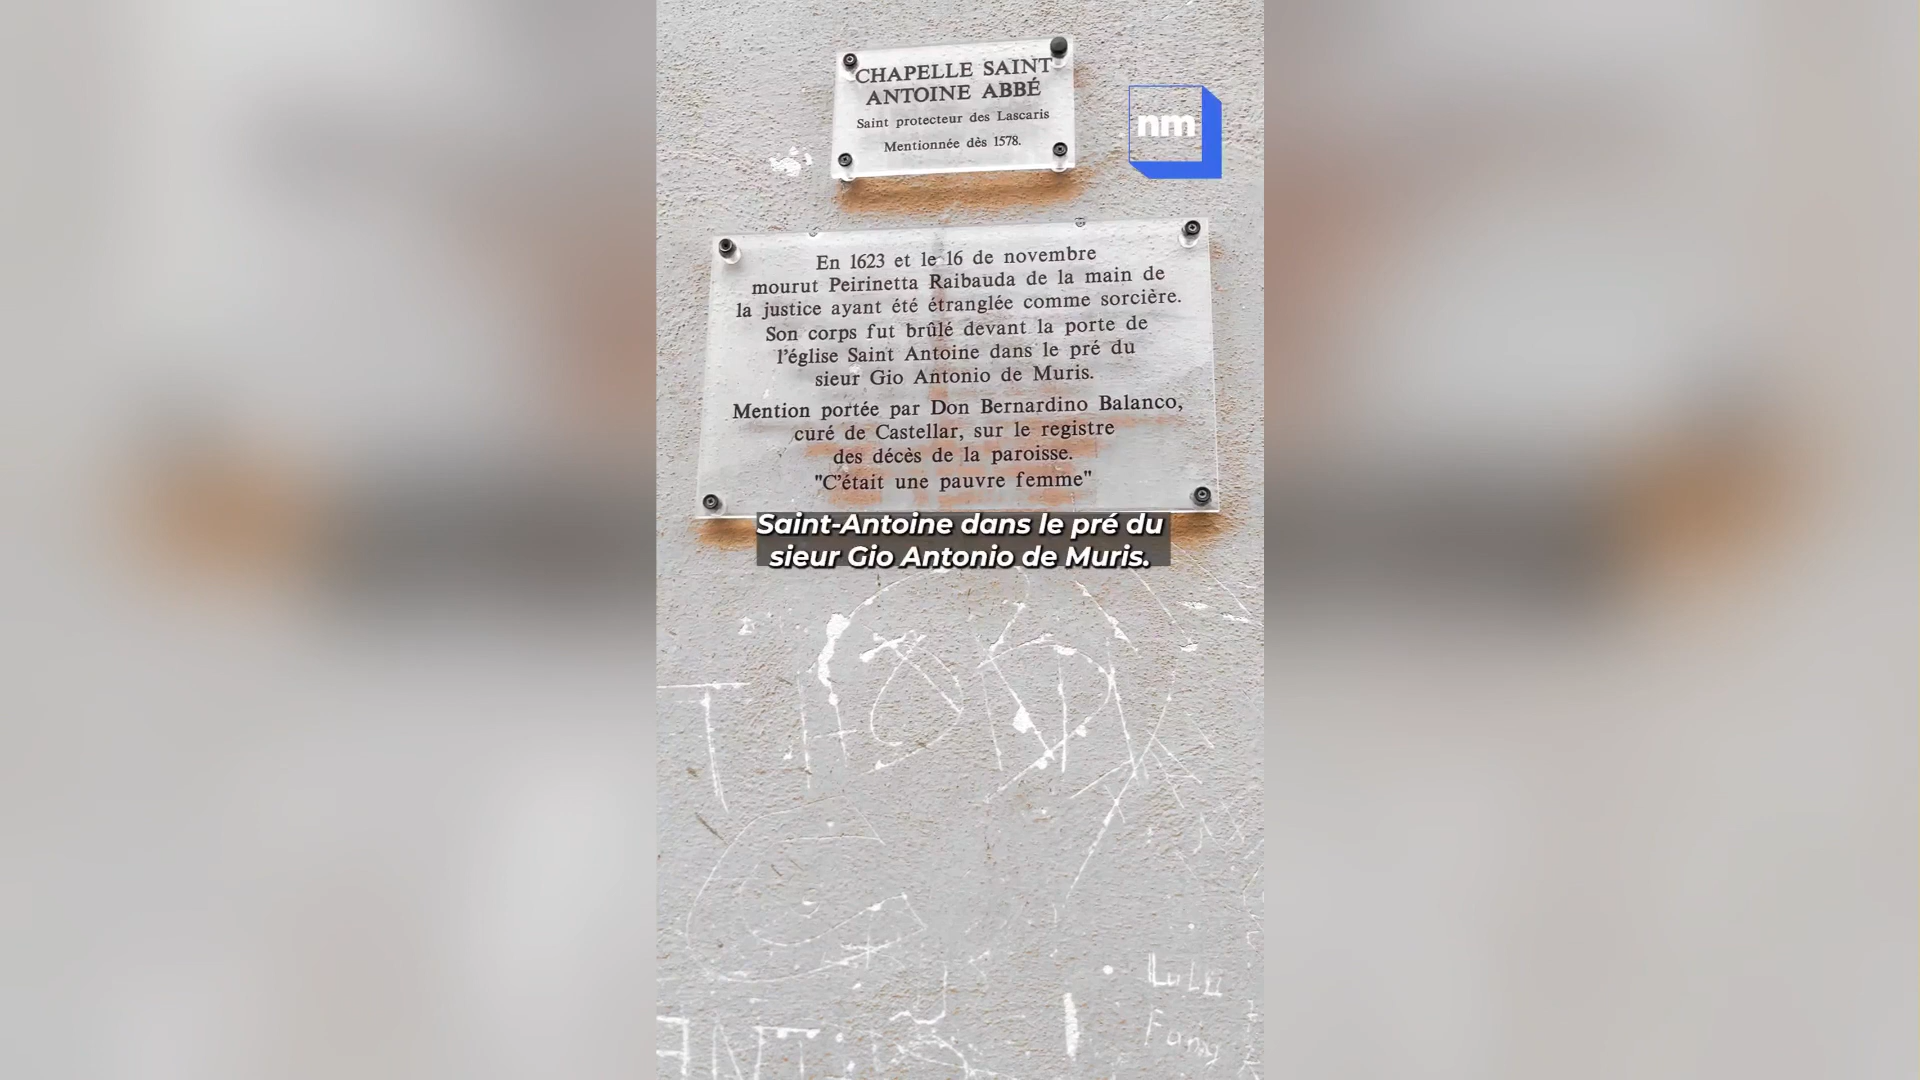 CHAPELLE SAINT
ANTOINE ABBÉ
Saint protecteur des Lascaris
Mentionnée dès 1578.
nm
En 1623 et le 16 de novembre
mourut Peirinetta Raibauda de la main de
la justice ayant été étranglée comme sorcière.
Son corps fut brûlé devant la porte de
l'église Saint Antoine dans le pré du
sieur Gio Antonio de Muris.
Mention portée par Don Bernardino Balanco,
curé de Castellar, sur le registre
des décès de la paroisse.
"C'était une pauvre femme"
Saint-Antoine dans le pré du
sieur Gio Antonio de Muris.